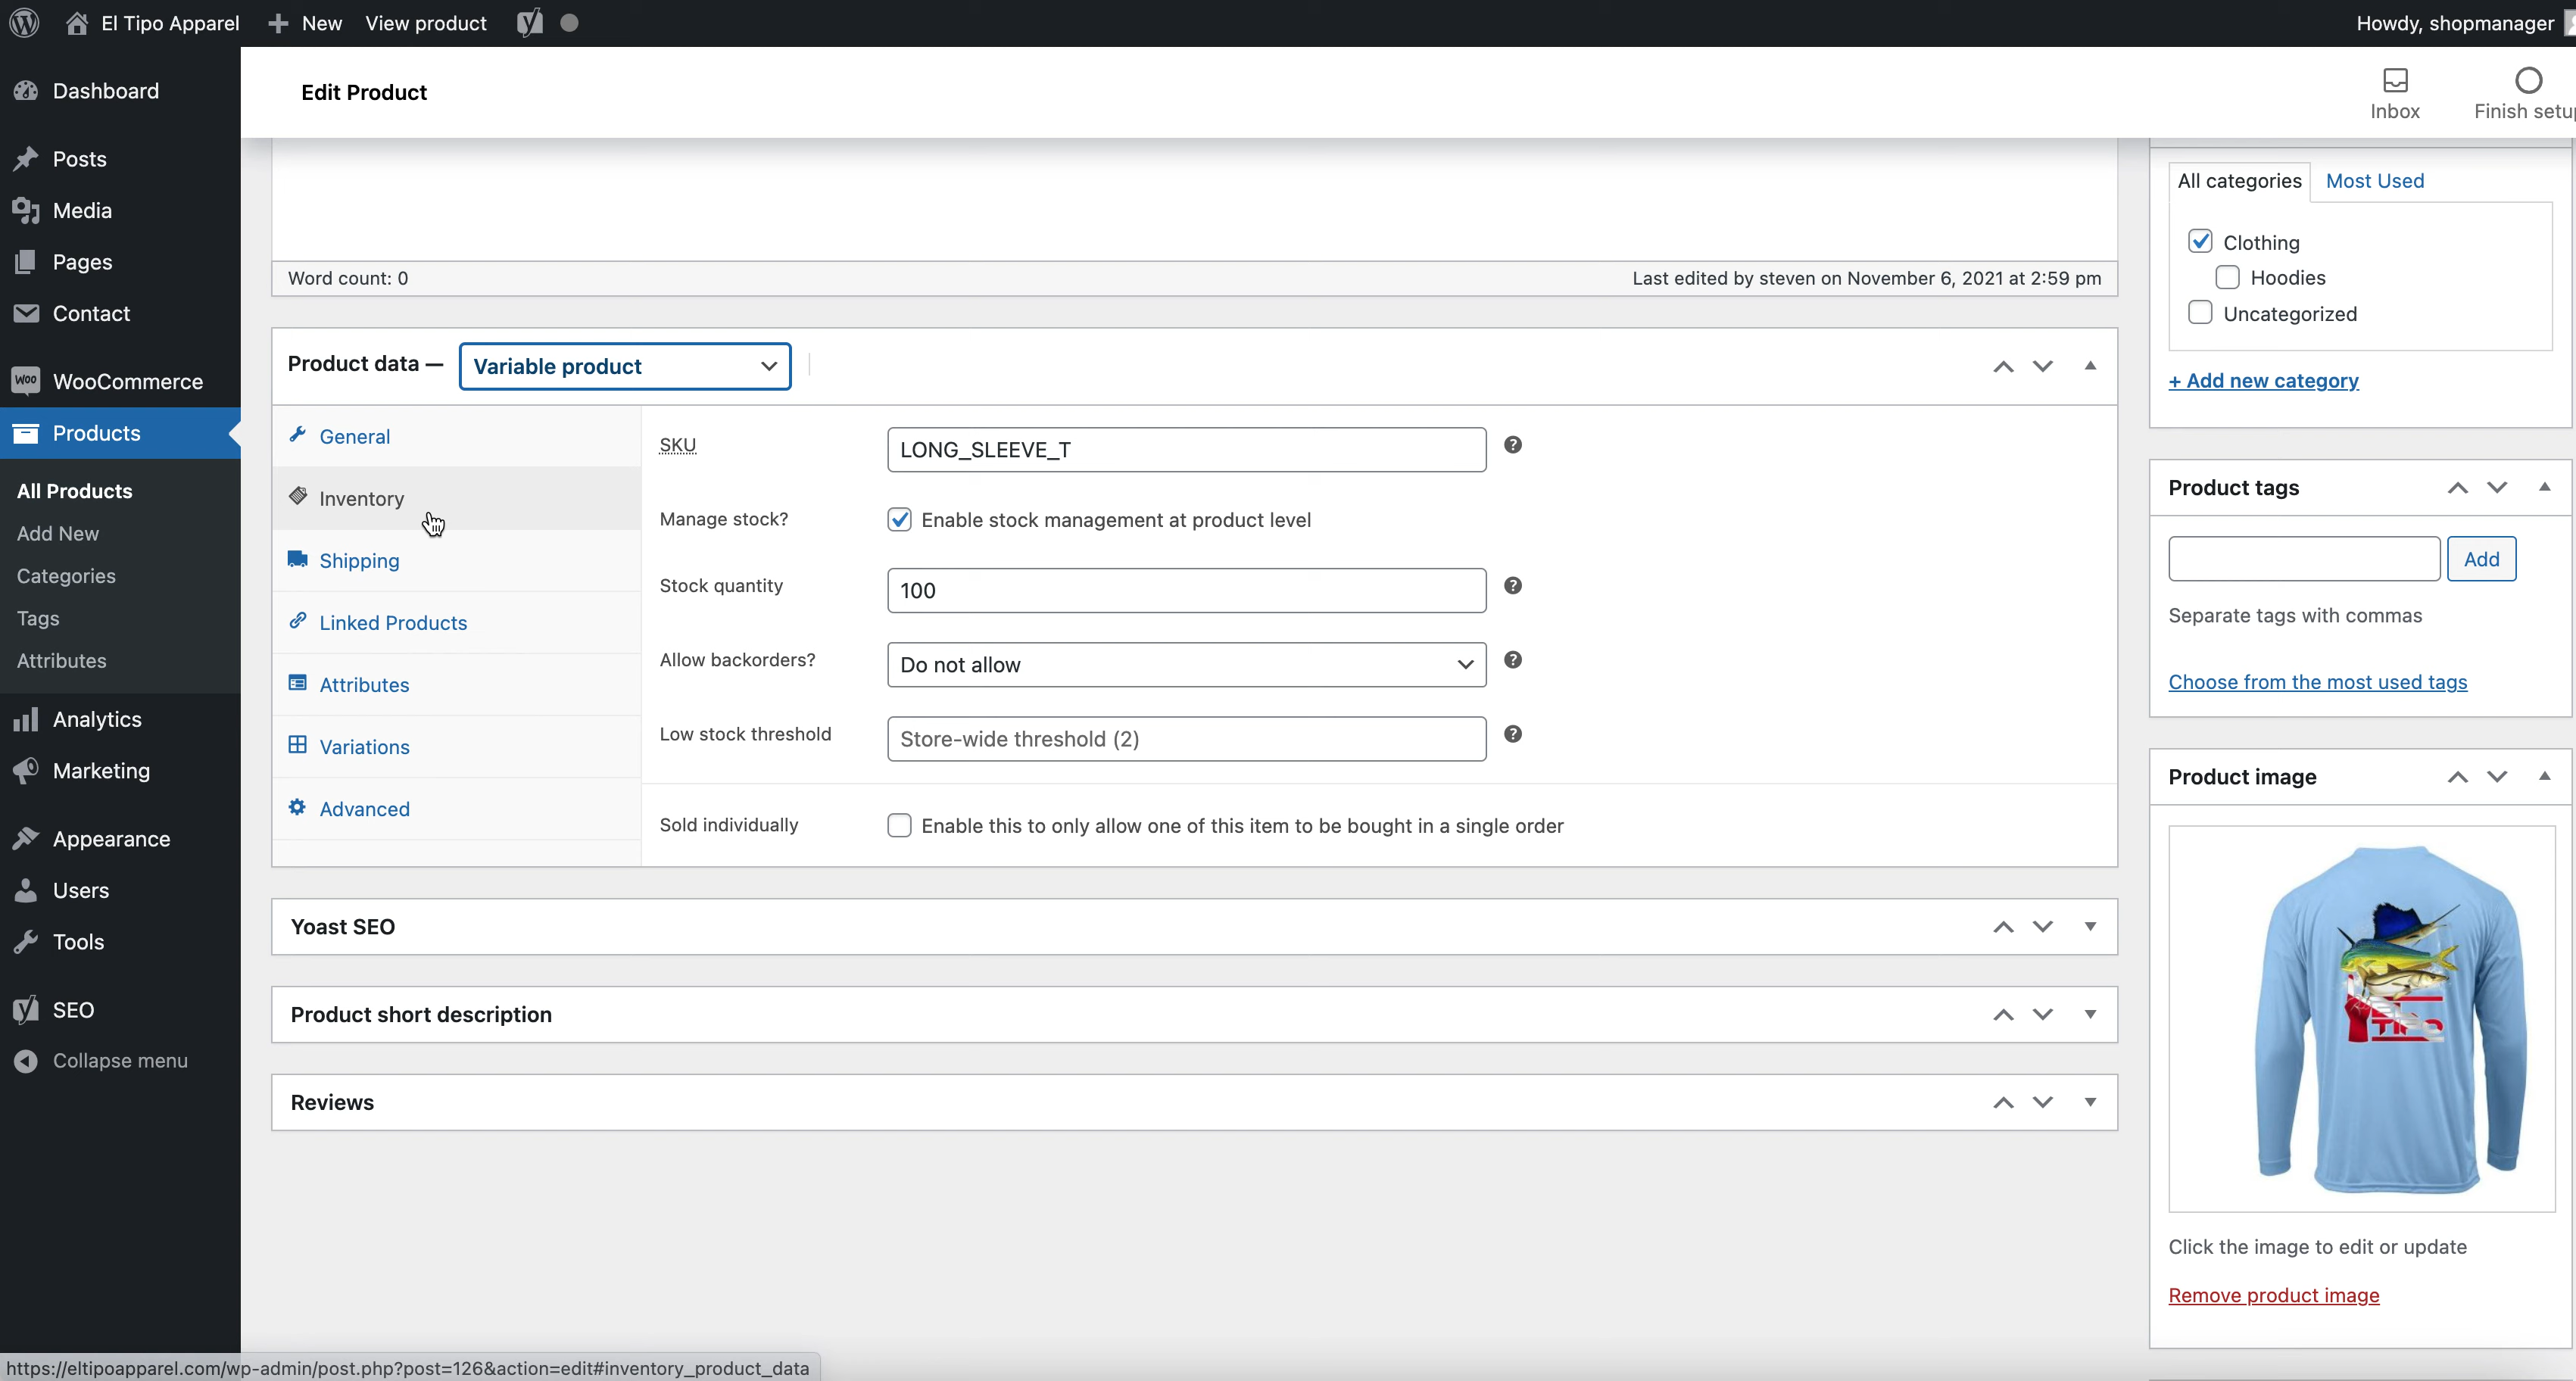 El Tipo Apparel
New
View product
Howdy, shopmanager
Dashboard
Posts
Media
Pages
Contact
WooCommerce
Products
All Products
Add New
Categories
Tags
Attributes
Analytics
Marketing
Appearance
Users
Tools
SEO
Collapse menu
Edit Product
Inbox
Finish setu
Word count: 0
Last edited by steven on November 6, 2021 at 2:59 pm
Product data —
Variable product
General
Inventory
Shipping
Linked Products
Attributes
Variations
Advanced
SKU
LONG_SLEEVE_T
Manage stock?
Enable stock management at product level
Stock quantity
100
Allow backorders?
Do not allow
Low stock threshold
Store-wide threshold (2)
Sold individually
Enable this to only allow one of this item to be bought in a single order
Yoast SEO
Product short description
Reviews
All categories
Most Used
Clothing
Hoodies
Uncategorized
+ Add new category
Product tags
Add
Separate tags with commas
Choose from the most used tags
Product image
TIPO
Click the image to edit or update
Remove product image
https://eltipoapparel.com/wp-admin/post.php?post=126&action=edit#inventory_product_data